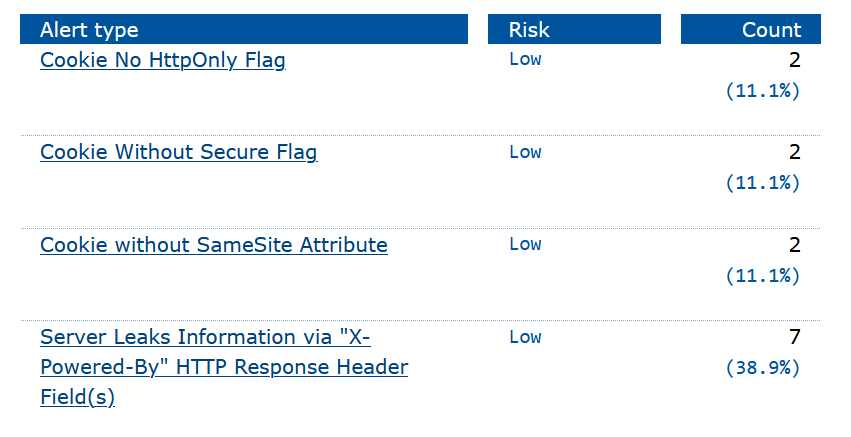 Alert type Risk Count
Cookie No HttpOnly Flag Low 2
(11.1%)
Cookie Without Secure Flag Low 2
(11.1%)
Cookie without SameSite Attribute Low 2
(11.1%)
Server Leaks Information via "X- Low 7
Powered-By" HTTP Response Header (38.9%)
Field(s)